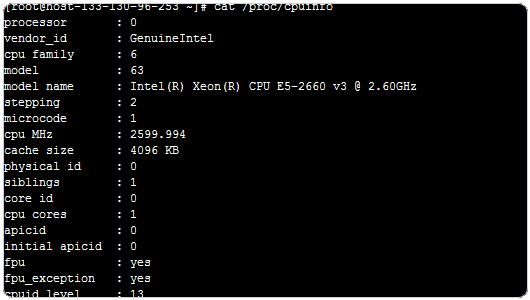 [root@host-133-130-96-253 ~]# cat /proc/cpuinfo
processor : 0
vendor_id : GenuineIntel
cpu family : 6
model : 63
model name : Intel(R) Xeon(R) CPU E5-2660 v3 @ 2.60GHz
stepping : 2
microcode : 1
cpu MHz : 2599.994
cache size : 4096 KB
physical id : 0
siblings : 1
core id : 0
cpu cores : 1
apicid : 0
initial apicid : 0
fpu : yes
fpu_exception : yes
cpuid level : 13